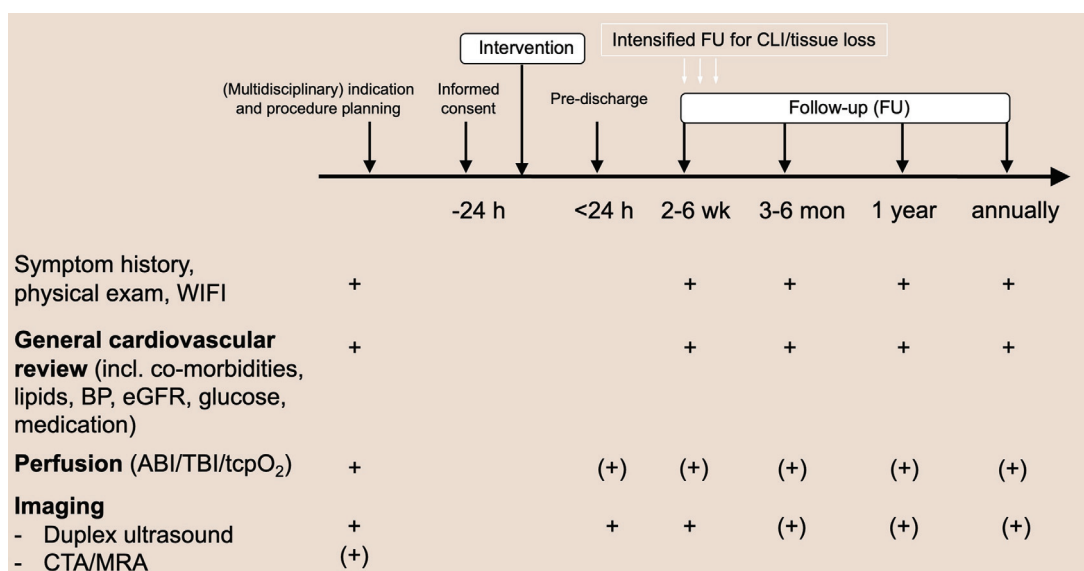 Intervention
Intensified FU for CLI/tissue loss
(Multidisciplinary) indication
and procedure planning
Informed
consent
Pre-discharge
Follow-up (FU)
-24 h <24 h 2-6 wk 3-6 mon 1 year annually
Symptom history,
physical exam, WIFI + + + + +
General cardiovascular
review (incl. co-morbidities, + + + + +
lipids, BP, eGFR, glucose,
medication)
Perfusion (ABI/TBI/tcpO₂) + (+) (+) (+) (+) (+)
Imaging
- Duplex ultrasound + + + (+) (+) (+)
- CTA/MRA (+)